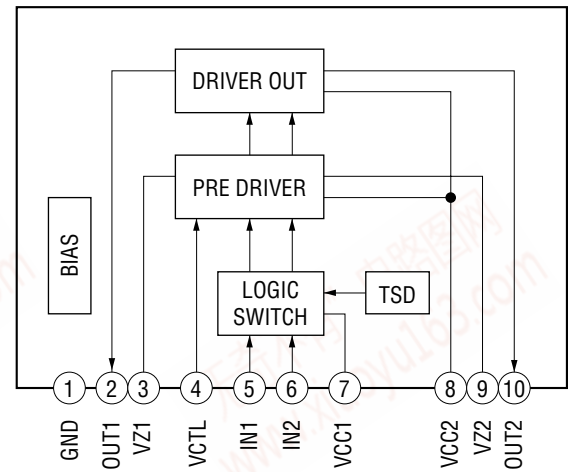 DRIVER OUT
PRE DRIVER
BIAS
LOGIC
SWITCH
TSD
1 2 3 4 5 6 7 8 9 10
GND OUT1 VZ1 VCTL IN1 IN2 VCC1 VCC2 VZ2 OUT2